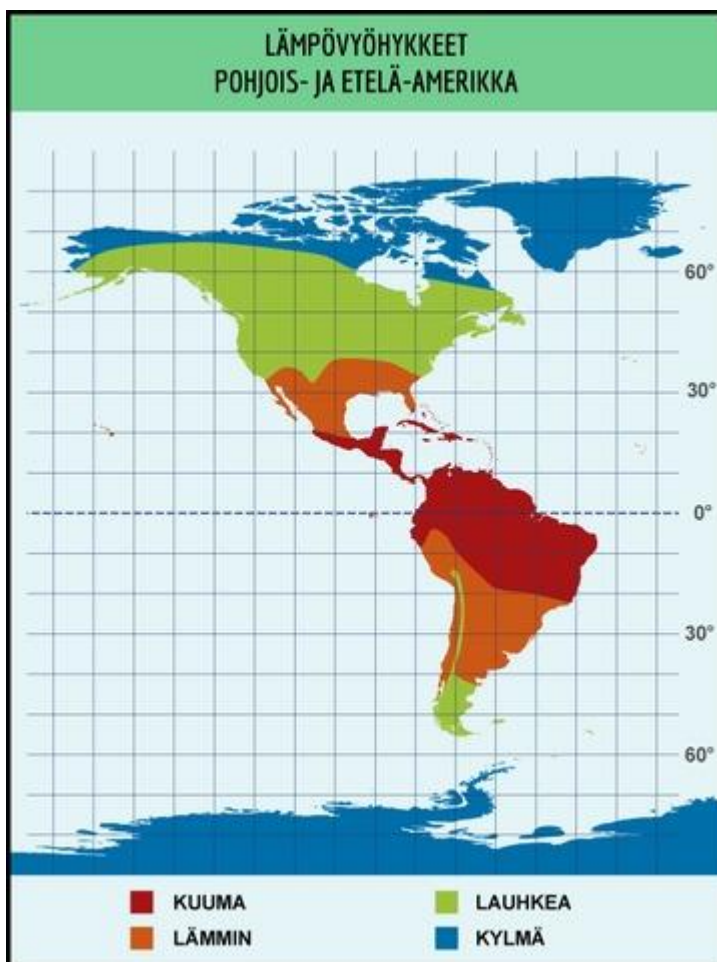 LÄMPÖVYÖHYKKEET
POHJOIS- JA ETELÄ-AMERIKKA
60°
30°
0°
30°
60°
KUUMA
LAUHKEA
LÄMMIN
KYLMÄ